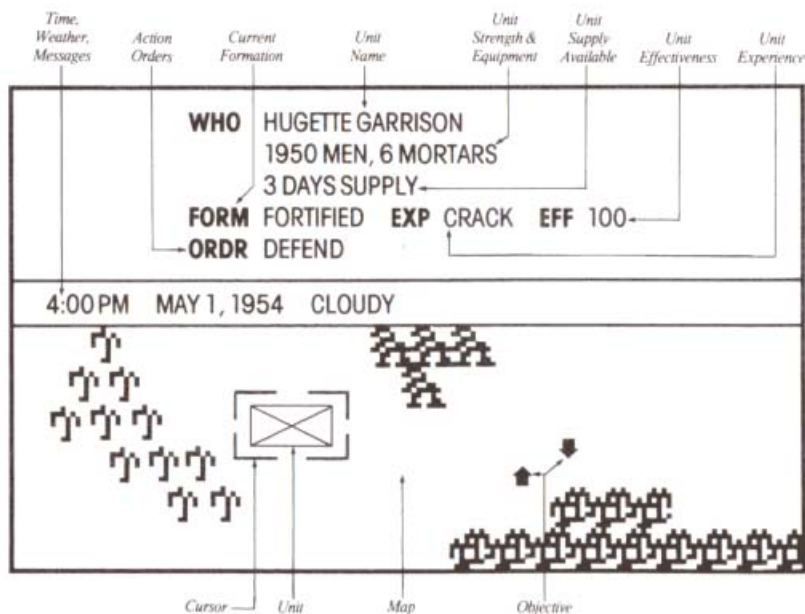 Time, Weather, Messages
Action Orders
Current Formation
Unit Name
Unit Strength & Equipment
Unit Supply Available
Unit Effectiveness
Unit Experience
WHO HUGETTE GARRISON
1950 MEN, 6 MORTARS
3 DAYS SUPPLY
FORM FORTIFIED EXP CRACK EFF 100
ORDR DEFEND
4:00 PM MAY 1, 1954 CLOUDY
Cursor
Unit
Map
Objective